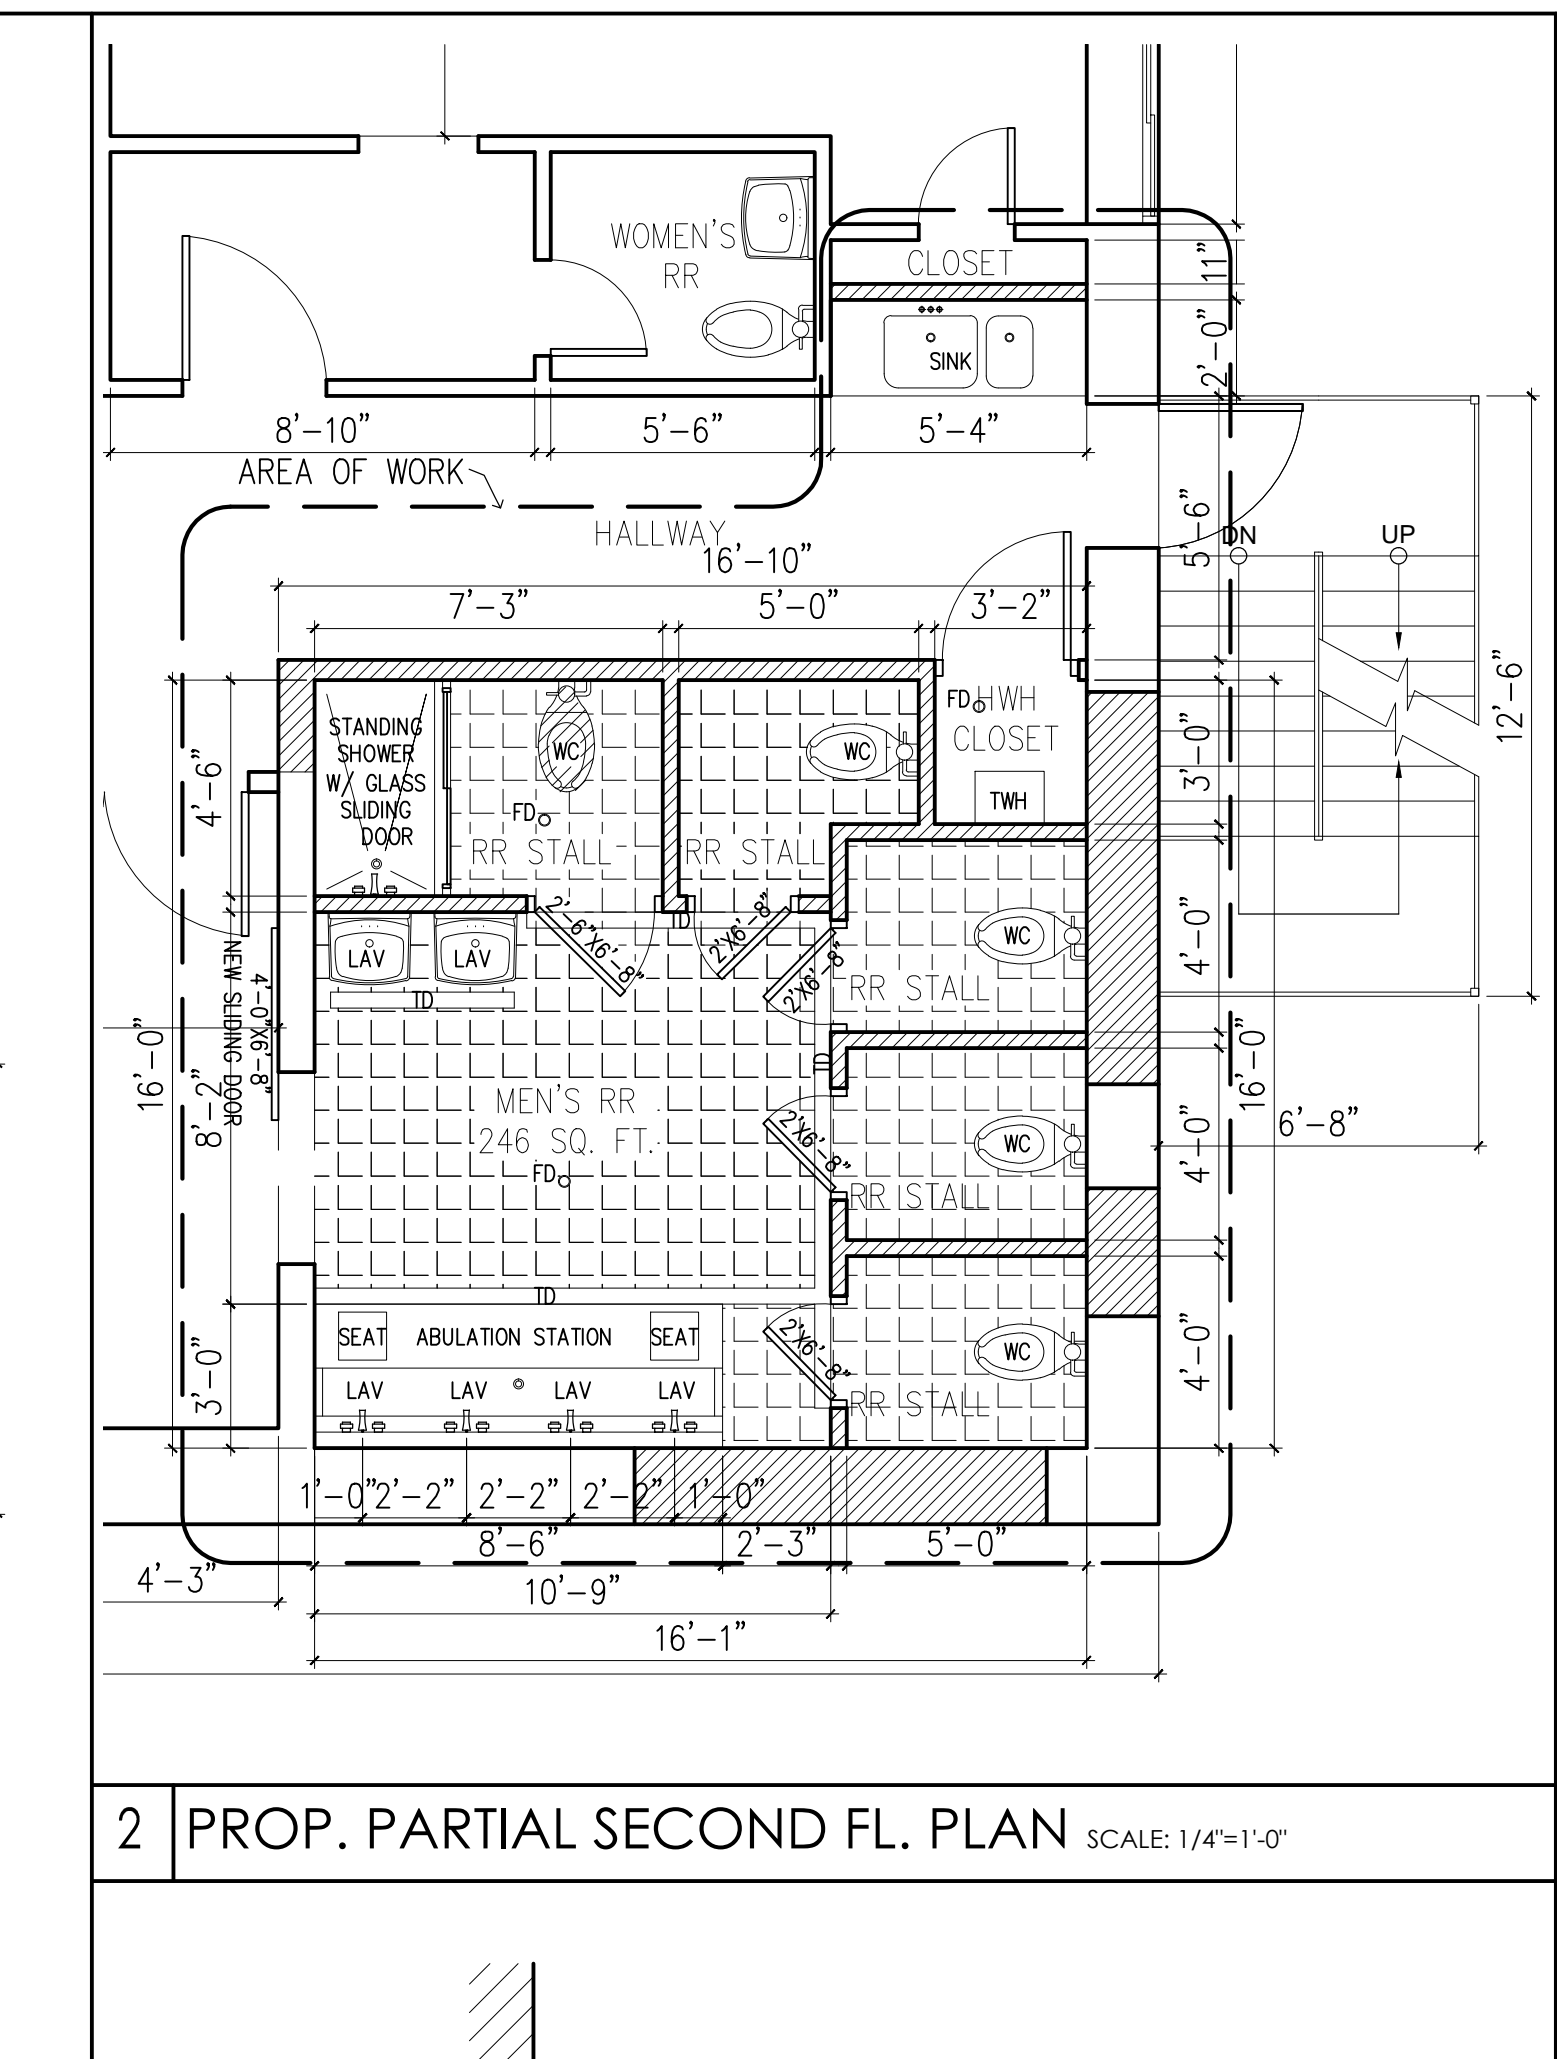 WOMEN'S
RR
CLOSET
11"
SINK
2'-0"
8'-10"
5'-6"
5'-4"
AREA OF WORK
HALLWAY
16'-10"
5'-6"
DN
UP
7'-3"
5'-0"
3'-2"
12'-6"
STANDING
SHOWER
W/ GLASS
SLIDING
DOOR
WC
FD
RR STALL
WC
RR STALL
FD
HWH
CLOSET
TWH
3'-0"
4'-6"
2'-6"X6'-8"
TD
2'X6'-8"
LAV
LAV
TD
2'X6'-8"
WC
RR STALL
4'-0"
NEW SLIDING DOOR
4'-0"X6'-8"
16'-0"
8'-2"
TD
16'-0"
MEN'S RR
246 SQ. FT.
FD
2'X6'-8"
WC
RR STALL
4'-0"
6'-8"
TD
SEAT
ABULATION STATION
SEAT
2'X6'-8"
WC
RR STALL
4'-0"
3'-0"
LAV
LAV
LAV
LAV
1'-0"
2'-2"
2'-2"
2'-2"
1'-0"
8'-6"
2'-3"
5'-0"
4'-3"
10'-9"
16'-1"
2
PROP. PARTIAL SECOND FL. PLAN SCALE: 1/4"=1'-0"